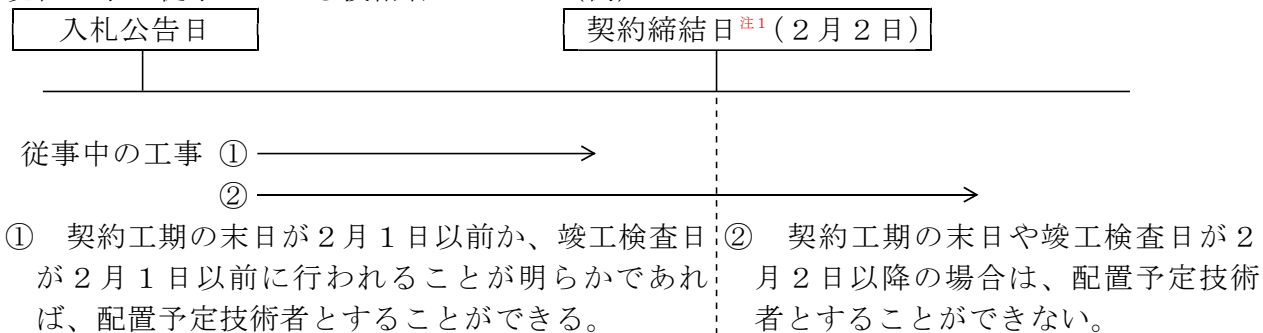 入札公告日
契約締結日注1(2月2日)
従事中の工事 ①
②
① 契約工期の末日が2月1日以前か、竣工検査日
が2月1日以前に行われることが明らかであれ
ば、配置予定技術者とすることができる。
② 契約工期の末日や竣工検査日が2
月2日以降の場合は、配置予定技術
者とすることができない。